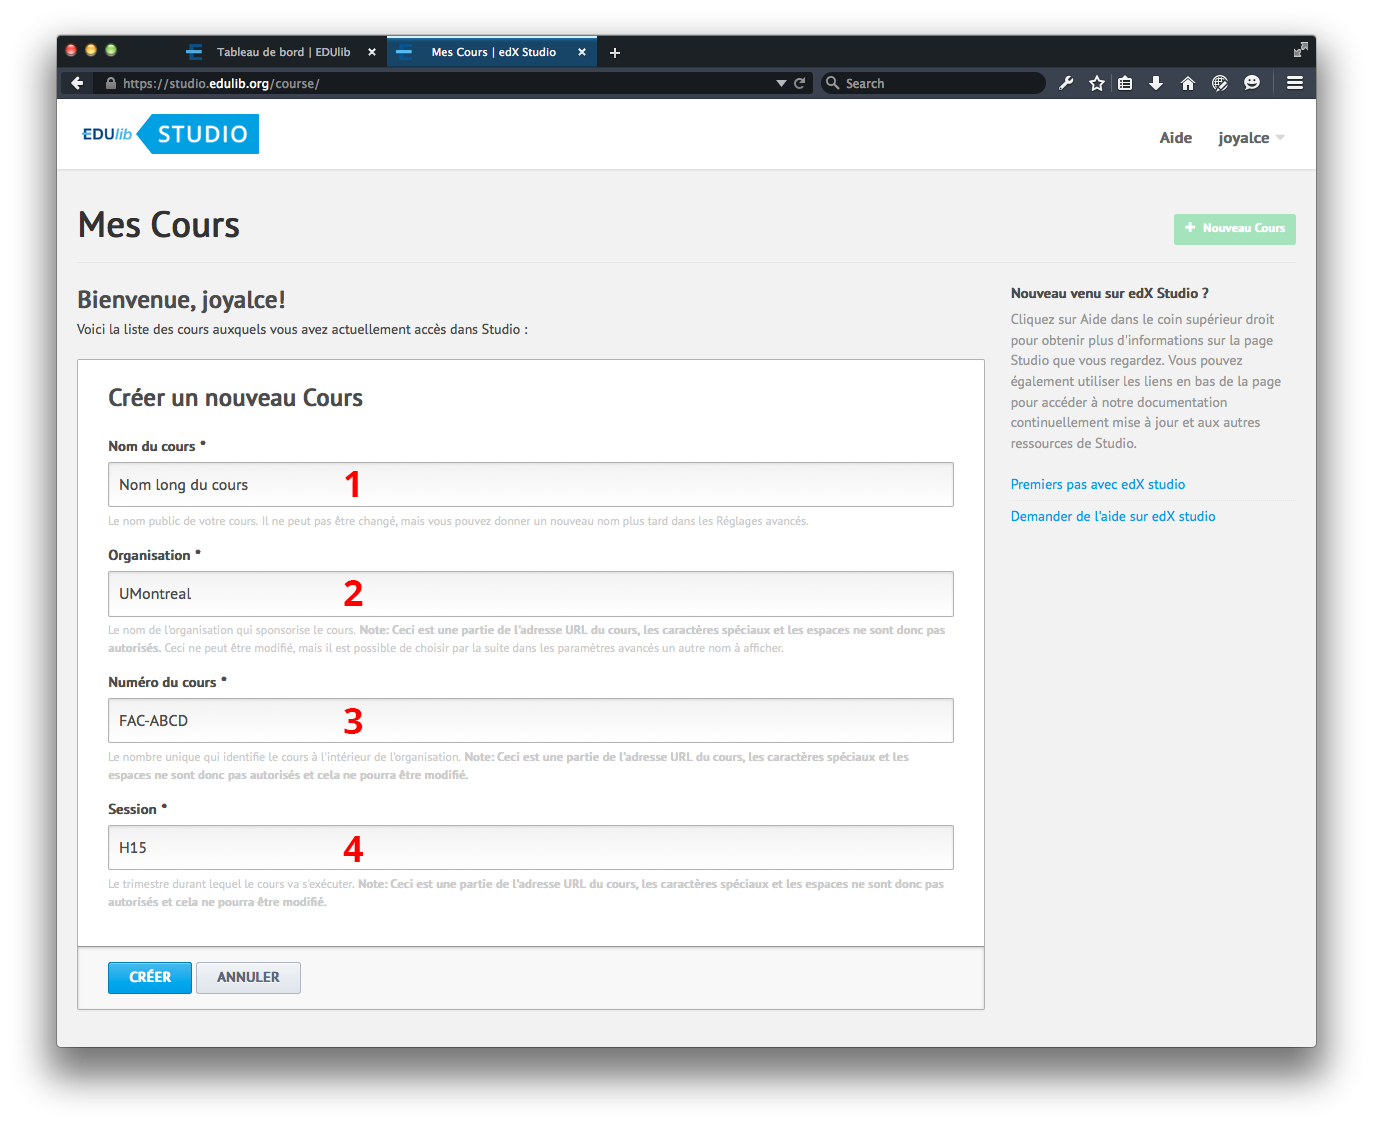 Tableau de bord | EDUlib
Mes Cours | edX Studio
https://studio.edulib.org/course/
Search
EDUlib STUDIO
Aide
joyalce
Mes Cours
+ Nouveau Cours
Bienvenue, joyalce!
Voici la liste des cours auxquels vous avez actuellement accès dans Studio :
Créer un nouveau Cours
Nom du cours *
Nom long du cours 1
Le nom public de votre cours. Il ne peut pas être changé, mais vous pouvez donner un nouveau nom plus tard dans les Réglages avancés.
Organisation *
UMontreal 2
Le nom de l'organisation qui sponsorise le cours. Note: Ceci est une partie de l'adresse URL du cours, les caractères spéciaux et les espaces ne sont donc pas
autorisés. Ceci ne peut être modifié, mais il est possible de choisir par la suite dans les paramètres avancés un autre nom à afficher.
Numéro du cours *
FAC-ABCD 3
Le nombre unique qui identifie le cours à l'intérieur de l'organisation. Note: Ceci est une partie de l'adresse URL du cours, les caractères spéciaux et les
espaces ne sont donc pas autorisés et cela ne pourra être modifié.
Session *
H15 4
Le trimestre durant lequel le cours va s'exécuter. Note: Ceci est une partie de l'adresse URL du cours, les caractères spéciaux et les espaces ne sont donc pas
autorisés et cela ne pourra être modifié.
CRÉER
ANNULER
Nouveau venu sur edX Studio ?
Cliquez sur Aide dans le coin supérieur droit
pour obtenir plus d'informations sur la page
Studio que vous regardez. Vous pouvez
également utiliser les liens en bas de la page
pour accéder à notre documentation
continuellement mise à jour et aux autres
ressources de Studio.
Premiers pas avec edX studio
Demander de l'aide sur edX studio